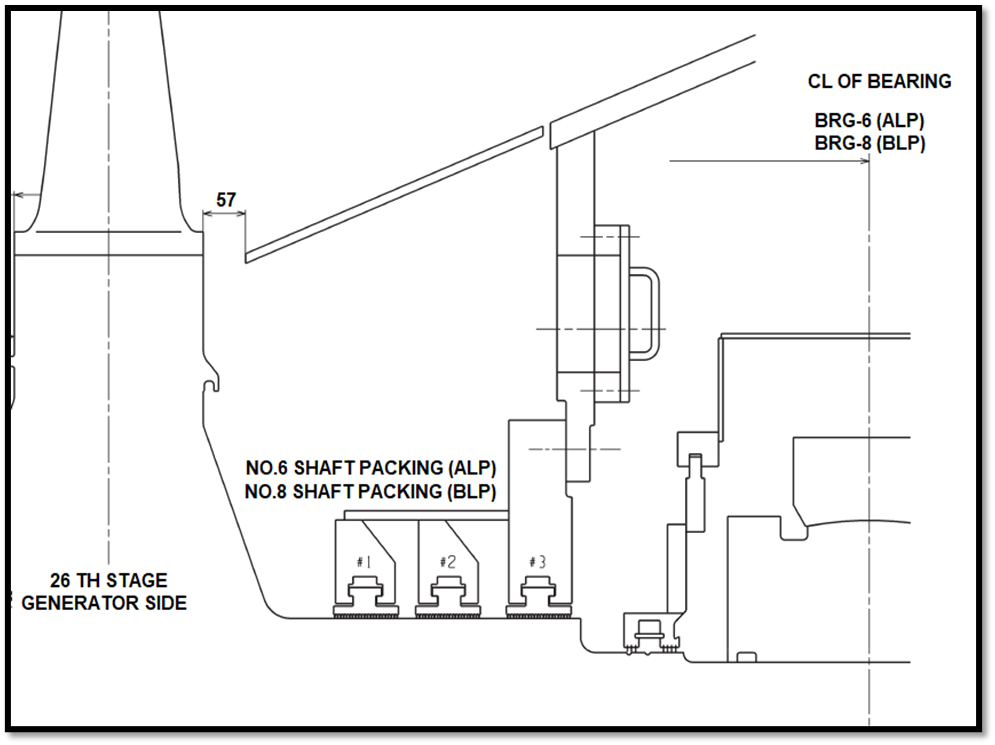 CL OF BEARING
BRG-6 (ALP)
BRG-8 (BLP)
57
NO.6 SHAFT PACKING (ALP)
NO.8 SHAFT PACKING (BLP)
#1
#2
#3
26 TH STAGE
GENERATOR SIDE